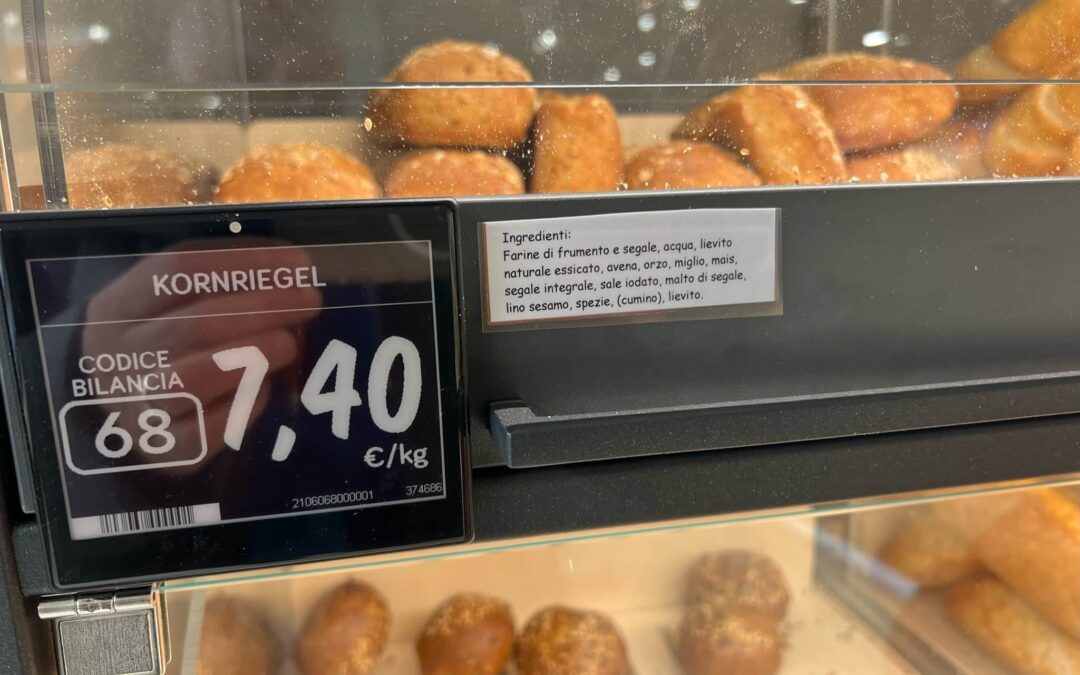 KORNRIEGEL
CODICE
BILANCIA
68
7,40
€/kg
2106068000001
374686
Ingredienti:
Farine di frumento e segale, acqua, lievito
naturale essicato, avena, orzo, miglio, mais,
segale integrale, sale iodato, malto di segale,
lino sesamo, spezie, (cumino), lievito.